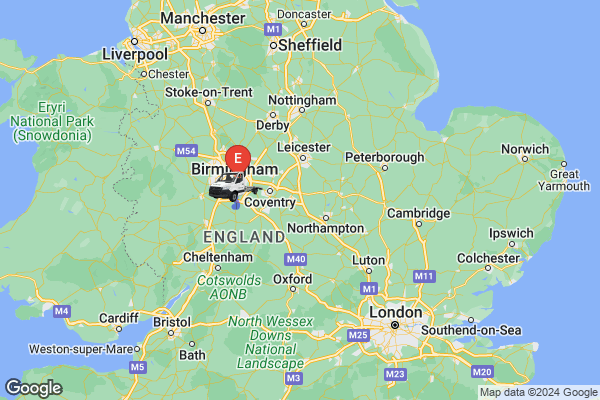 Doncaster
Manchester
M1
Liverpool
Sheffield
Chester
Eryri
National Park
(Snowdonia)
Stoke-on-Trent
Nottingham
Derby
M54
Leicester
Peterborough
Norwich
E
Birmingham
Great
Yarmouth
Coventry
Northampton
Cambridge
ENGLAND
Ipswich
M40
Cheltenham
Luton
M11
Colchester
Cotswolds
AONB
Oxford
M1
M4
Cardiff
Bristol
North Wessex
Downs
National
Landscape
London
M25
Southend-on-Sea
Weston-super-Mare
Bath
M5
M3
M23
M20
Google
Google
Map data ©2024 Google